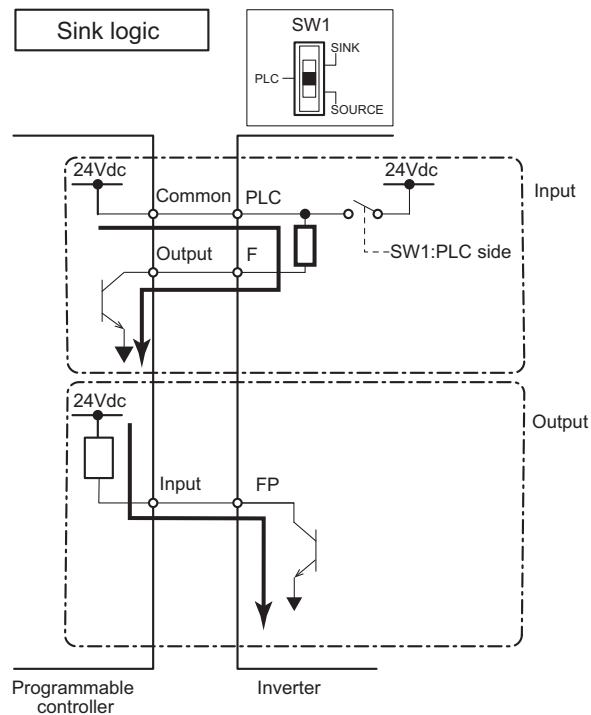 Sink logic
SW1
SINK
PLC
SOURCE
24Vdc
24Vdc
Common
PLC
Input
Output
F
SW1:PLC side
24Vdc
Output
Input
FP
Programmable
controller
Inverter